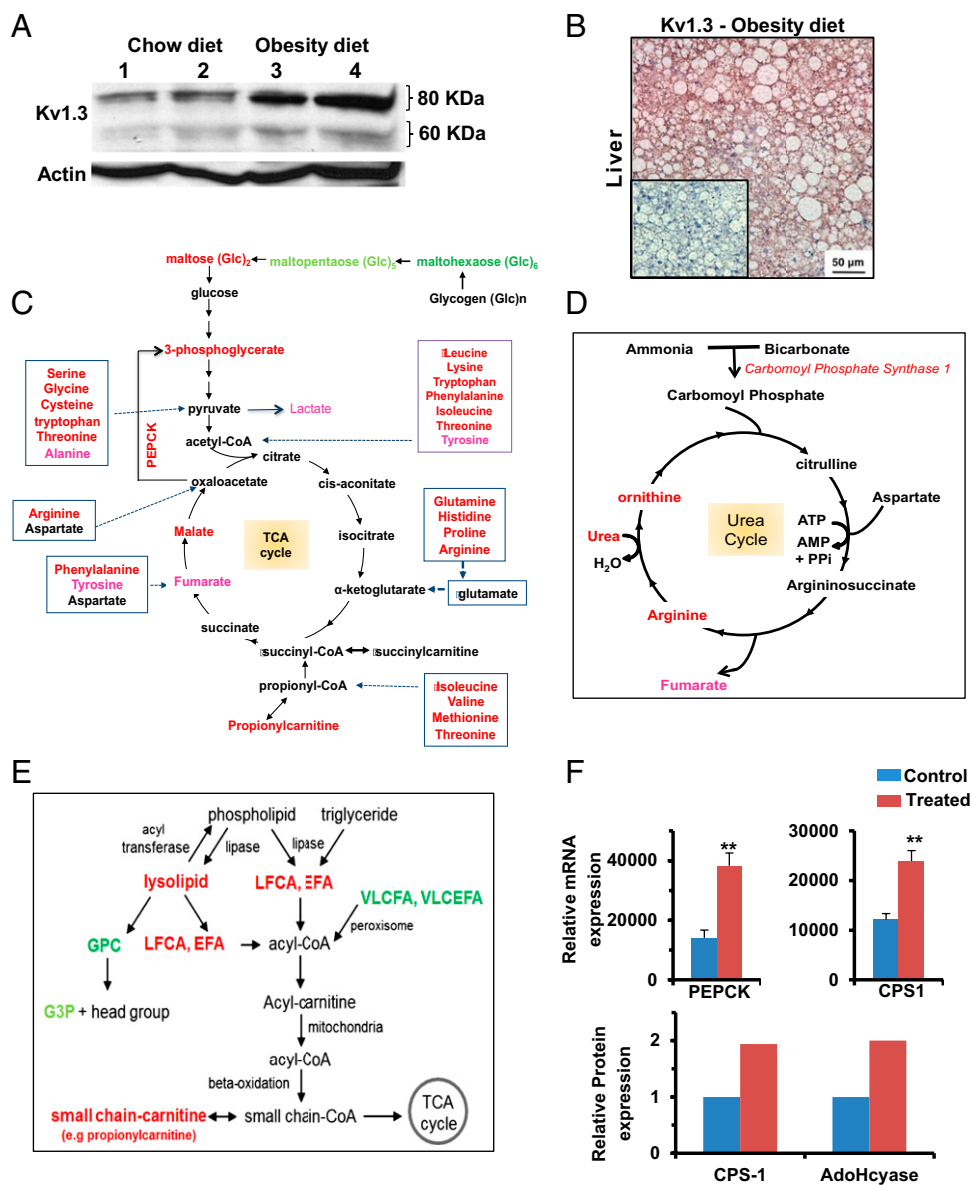 A
Chow diet Obesity diet
1 2 3 4
Kv1.3
80 KDa
60 KDa
Actin
B
Kv1.3 - Obesity diet
Liver
50 µm
C
maltose (Glc)2 maltopentaose (Glc)5 maltohexaose (Glc)6
glucose
Glycogen (Glc)n
3-phosphoglycerate
Serine
Glycine
Cysteine
tryptophan
Threonine
Alanine
PEPCK
pyruvate
Lactate
acetyl-CoA
Leucine
Lysine
Tryptophan
Phenylalanine
Isoleucine
Threonine
Tyrosine
citrate
oxaloacetate
cis-aconitate
Arginine
Aspartate
Malate
TCA
cycle
isocitrate
Glutamine
Histidine
Proline
Arginine
Phenylalanine
Tyrosine
Aspartate
Fumarate
α-ketoglutarate
glutamate
succinate
succinyl-CoA
succinylcarnitine
propionyl-CoA
Propionylcarnitine
Isoleucine
Valine
Methionine
Threonine
D
Ammonia Bicarbonate
Carbomoyl Phosphate Synthase 1
Carbomoyl Phosphate
citrulline
ornithine
Aspartate
Urea
Cycle
ATP
AMP
+ PPi
Urea
H2O
Argininosuccinate
Arginine
Fumarate
E
phospholipid triglyceride
acyl
transferase
lipase
lipase
lysolipid
LFCA, EFA
VLCFA, VLCEFA
peroxisome
GPC
LFCA, EFA
acyl-CoA
G3P + head group
Acyl-carnitine
mitochondria
acyl-CoA
beta-oxidation
small chain-carnitine
(e.g propionylcarnitine)
small chain-CoA
TCA
cycle
F
Control
Treated
Relative mRNA
expression
40000
20000
0
**
PEPCK
30000
20000
10000
0
**
CPS1
Relative Protein
expression
2
1
0
CPS-1 AdoHcyase